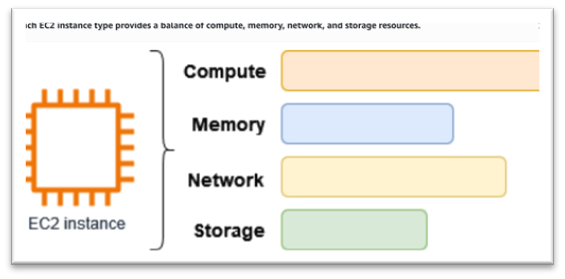 ch EC2 instance type provides a balance of compute, memory, network, and storage resources.
Compute
Memory
Network
Storage
EC2 instance